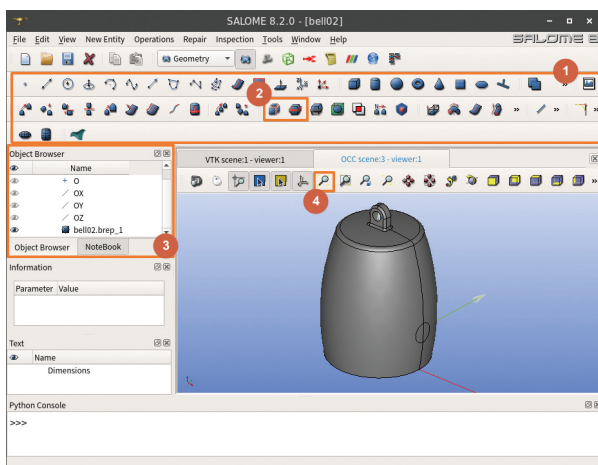 SALOME 8.2.0 - [bell02]
File Edit View New Entity Operations Repair Inspection Tools Window Help
SALOME 8
Geometry
1
2
Object Browser
Name
O
OX
OY
OZ
bell02.brep_1
Object Browser NoteBook
3
VTK scene:1 - viewer:1 OCC scene:3 - viewer:1
4
Information
Parameter Value
Text
Name
Dimensions
Python Console
>>>